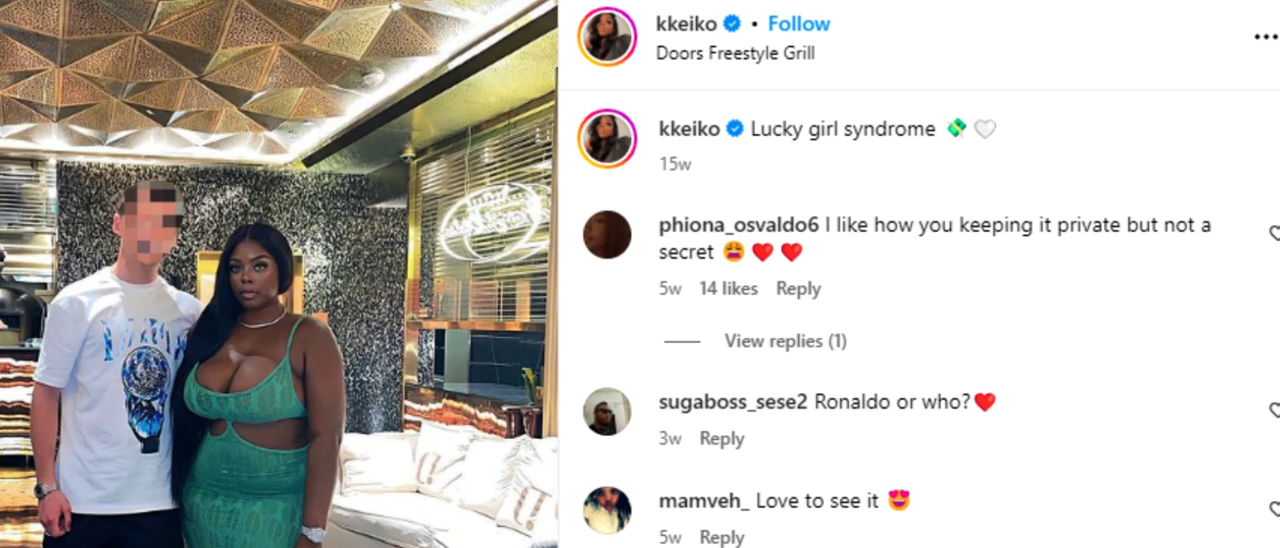 kkeiko • Follow
Doors Freestyle Grill
kkeiko Lucky girl syndrome 💸🤍
15w
phiona_osvaldo6 I like how you keeping it private but not a
secret 😩♥️♥️
5w 14 likes Reply
View replies (1)
sugaboss_sese2 Ronaldo or who?♥️
3w Reply
mamveh_ Love to see it 😍
5w Reply